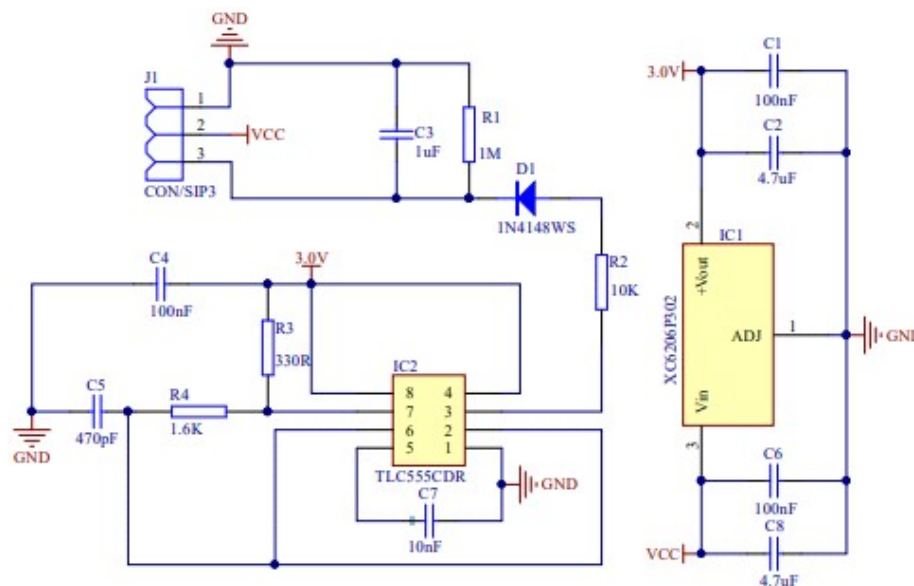 GND
J1
1
2
3
VCC
CON/SIP3
C3
1uF
R1
1M
D1
1N4148WS
R2
10K
3.0V
C4
100nF
R3
330R
C5
470pF
R4
1.6K
GND
IC2
8 4
7 3
6 2
5 1
TLC555CDR
GND
C7
10nF
3.0V
C1
100nF
C2
4.7uF
2
IC1
+Vout
XC6206P302
ADJ
1
GND
Vin
3
C6
100nF
VCC
C8
4.7uF